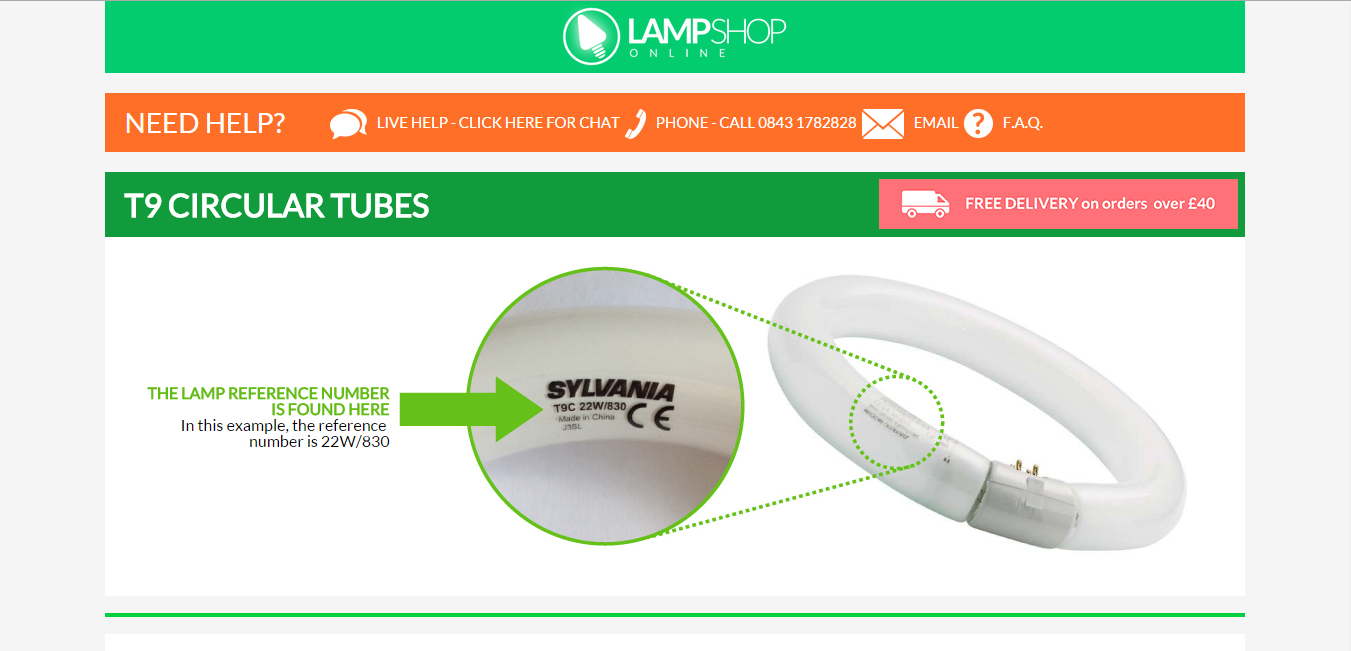 LAMPSHOP
ONLINE
NEED HELP?
LIVE HELP - CLICK HERE FOR CHAT
PHONE - CALL 0843 1782828
EMAIL
F.A.Q.
T9 CIRCULAR TUBES
FREE DELIVERY on orders over £40
THE LAMP REFERENCE NUMBER
IS FOUND HERE
In this example, the reference
number is 22W/830
SYLVANIA
T9C 22W/830
Made in China
J3SL
CE